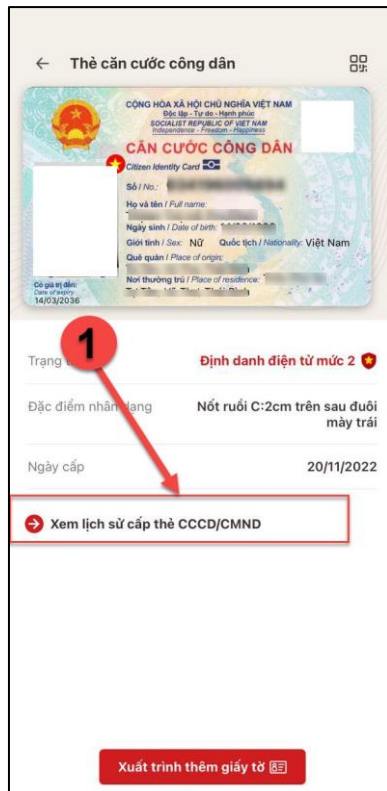 Thẻ căn cước công dân
CỘNG HÒA XÃ HỘI CHỦ NGHĨA VIỆT NAM
Độc lập - Tự do - Hạnh phúc
SOCIALIST REPUBLIC OF VIET NAM
Independence - Freedom - Happiness
CĂN CƯỚC CÔNG DÂN
Citizen Identity Card
Số / No.:
Họ và tên / Full name:
Ngày sinh / Date of birth:
Giới tính / Sex: NỮ Quốc tịch / Nationality: Việt Nam
Quê quán / Place of origin:
Nơi thường trú / Place of residence:
Có giá trị đến:
Date of expiry
14/03/2036
1
Trạng Định danh điện tử mức 2
Đặc điểm nhân dạng Nốt ruồi C:2cm trên sau đuôi
mày trái
Ngày cấp 20/11/2022
Xem lịch sử cấp thẻ CCCD/CMND
Xuất trình thêm giấy tờ